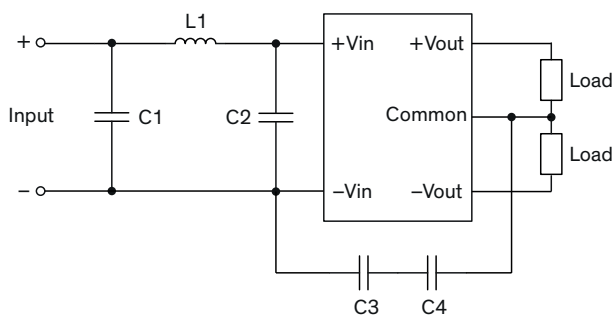 L1
+
+Vin
+Vout
Load
Input
C1
C2
Common
Load
−
−Vin
−Vout
C3
C4